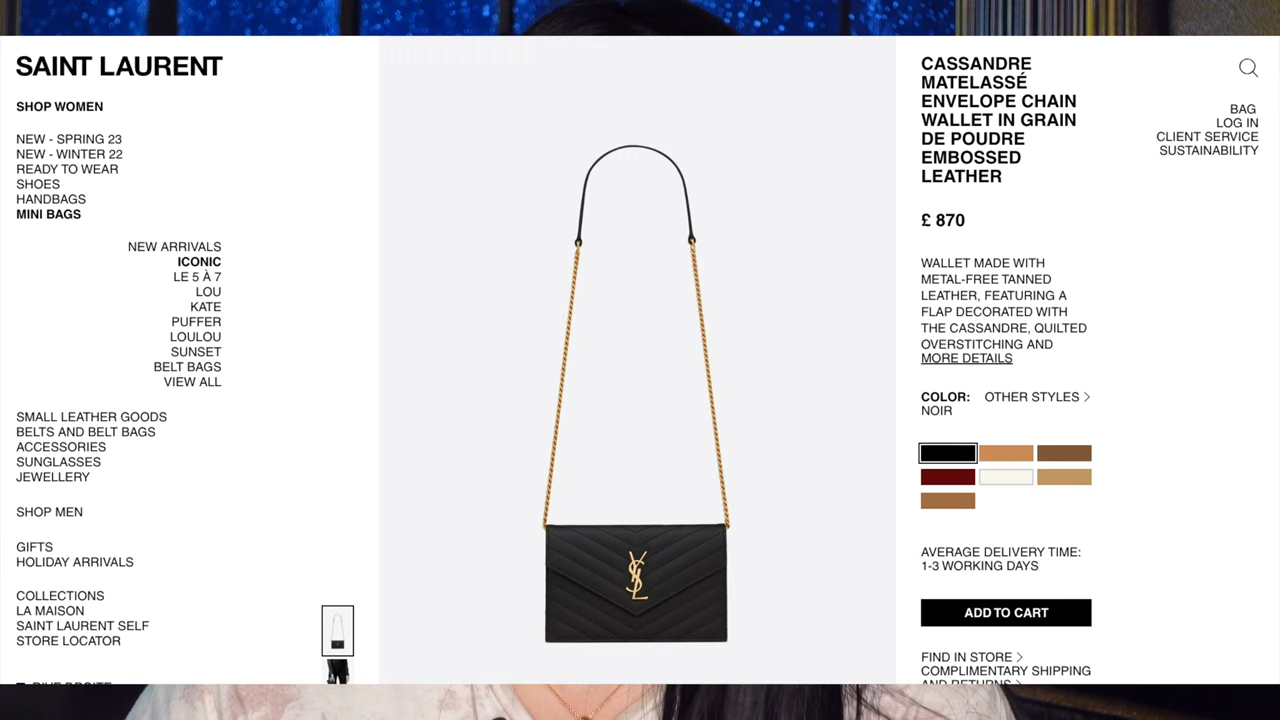 SAINT LAURENT
SHOP WOMEN
NEW - SPRING 23
NEW - WINTER 22
READY TO WEAR
SHOES
HANDBAGS
MINI BAGS
NEW ARRIVALS
ICONIC
LE 5 À 7
LOU
KATE
PUFFER
LOULOU
SUNSET
BELT BAGS
VIEW ALL
SMALL LEATHER GOODS
BELTS AND BELT BAGS
ACCESSORIES
SUNGLASSES
JEWELLERY
SHOP MEN
GIFTS
HOLIDAY ARRIVALS
COLLECTIONS
LA MAISON
SAINT LAURENT SELF
STORE LOCATOR
RIVE DROITE
YSL
CASSANDRE
MATELASSÉ
ENVELOPE CHAIN
WALLET IN GRAIN
DE POUDRE
EMBOSSED
LEATHER
£ 870
WALLET MADE WITH
METAL-FREE TANNED
LEATHER, FEATURING A
FLAP DECORATED WITH
THE CASSANDRE, QUILTED
OVERSTITCHING AND
MORE DETAILS
COLOR: OTHER STYLES >
NOIR
AVERAGE DELIVERY TIME:
1-3 WORKING DAYS
ADD TO CART
FIND IN STORE >
COMPLIMENTARY SHIPPING
AND RETURNS >
BAG
LOG IN
CLIENT SERVICE
SUSTAINABILITY